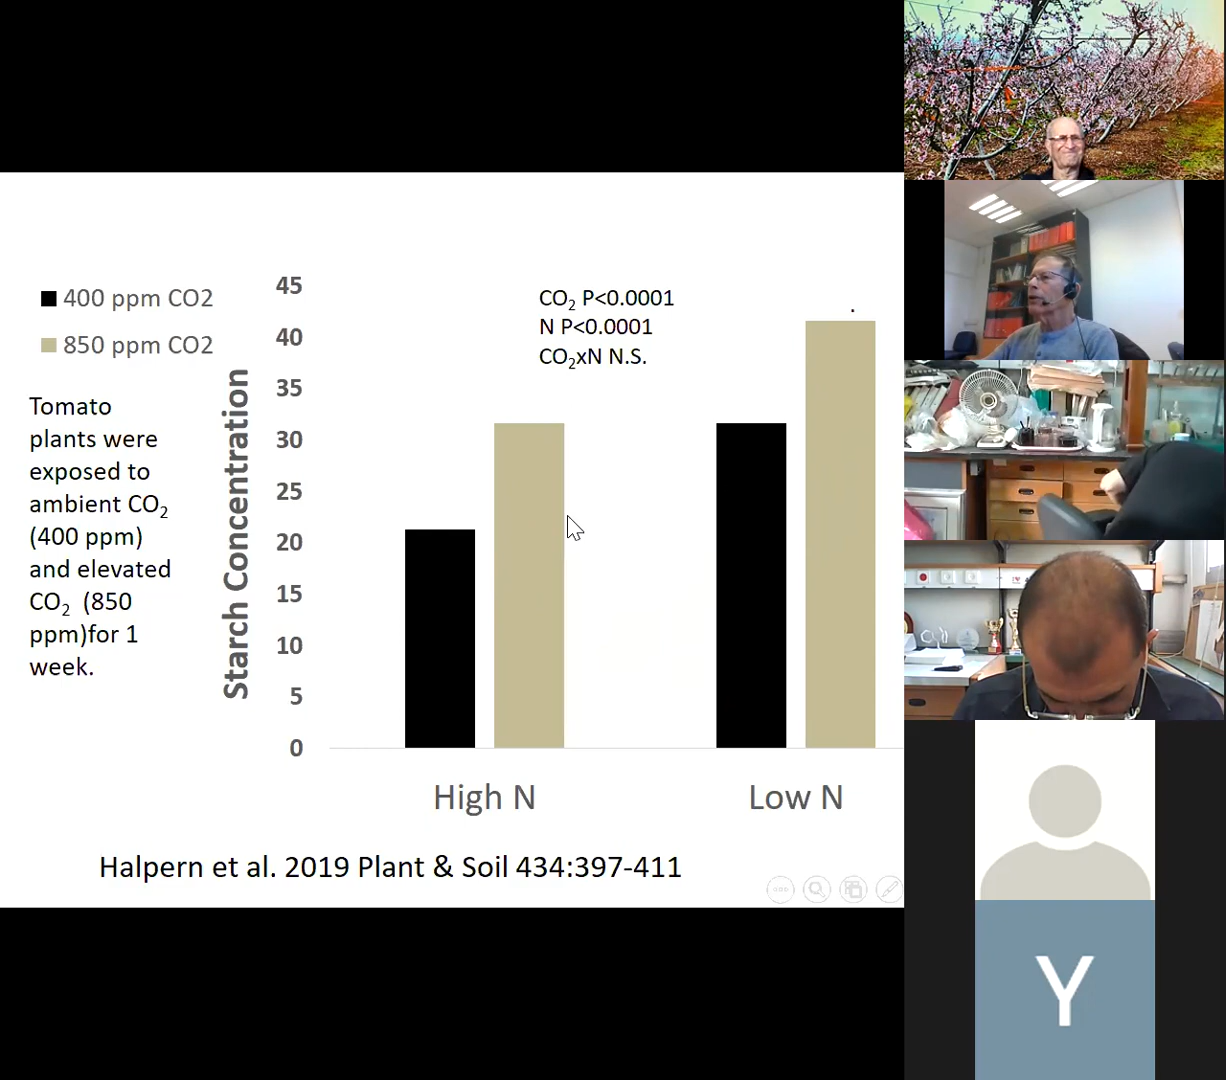 400 ppm CO2
850 ppm CO2
Tomato
plants were
exposed to
ambient CO₂
(400 ppm)
and elevated
CO₂ (850
ppm)for 1
week.
Starch Concentration
45
40
35
30
25
20
15
10
5
0
CO₂ P<0.0001
N P<0.0001
CO₂xN N.S.
High N
Low N
Halpern et al. 2019 Plant & Soil 434:397-411
Y